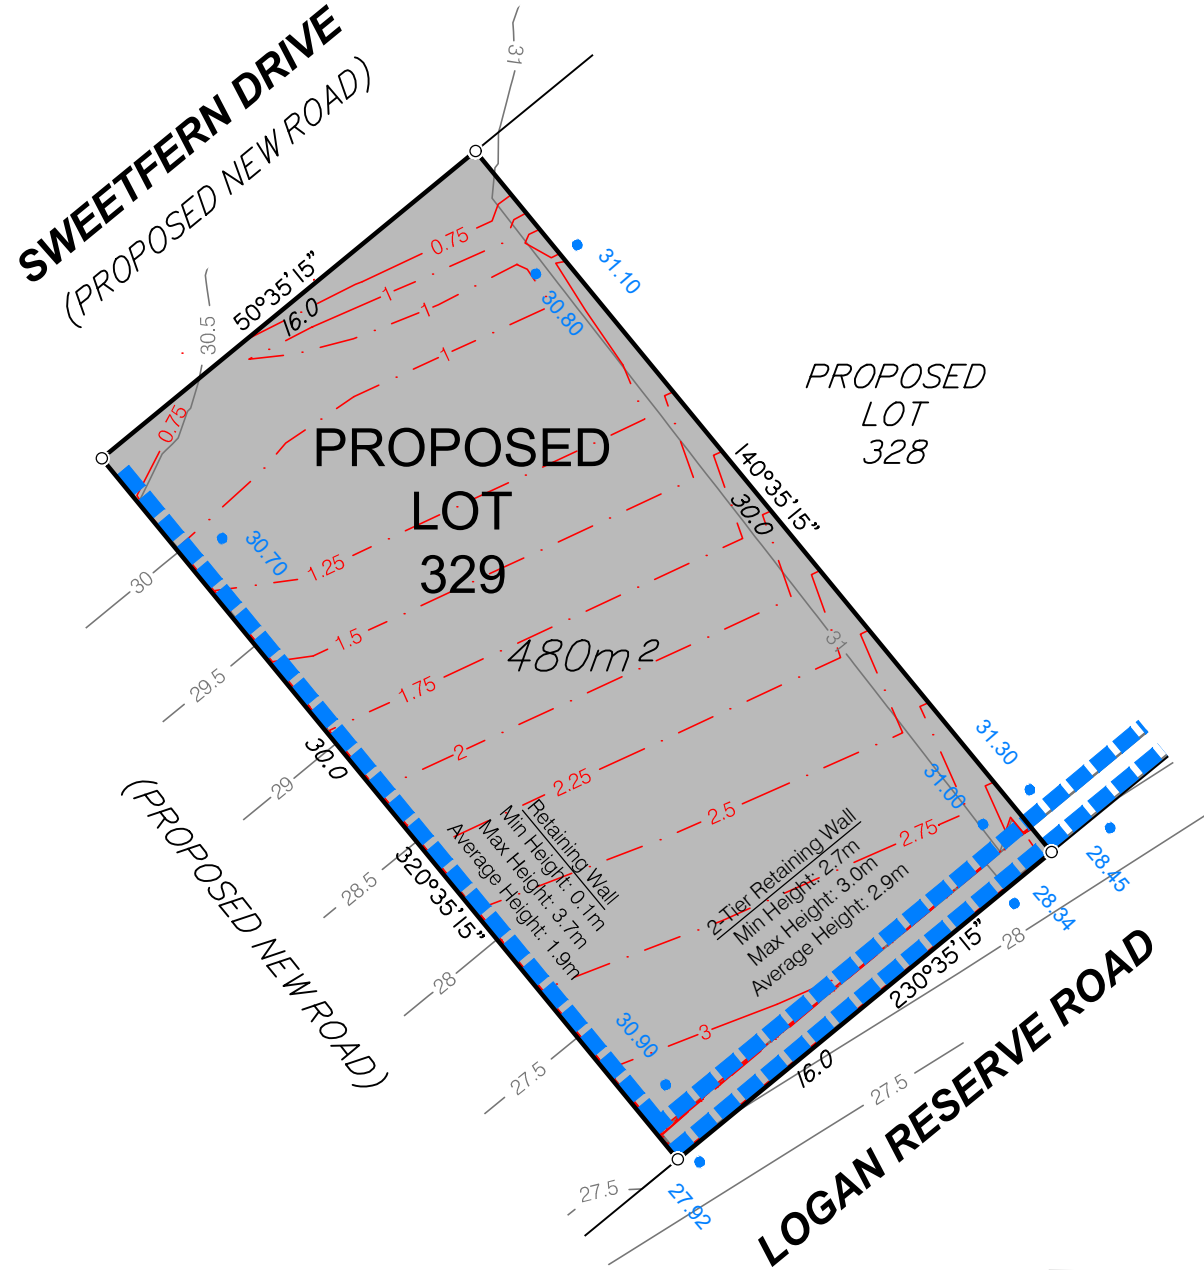 SWEETFERN DRIVE
(PROPOSED NEW ROAD)
31
50°35'15"
16.0
30.5
0.75
1
1
1
0.75
31.10
30.80
PROPOSED
LOT
328
140°35'15"
30.0
PROPOSED
LOT
329
480m²
30.70
1.25
1.5
1.75
2
2.25
2.5
2.75
3
31
30
29.5
29
28.5
28
27.5
27.5
30.0
320°35'15"
(PROPOSED NEW ROAD)
Retaining Wall
Min Height: 0.1m
Max Height: 3.7m
Average Height: 1.9m
2-Tier Retaining Wall
Min Height: 2.7m
Max Height: 3.0m
Average Height: 2.9m
31.30
31.00
28.45
28.34
30.90
27.92
230°35'15"
16.0
28
27.5
LOGAN RESERVE ROAD